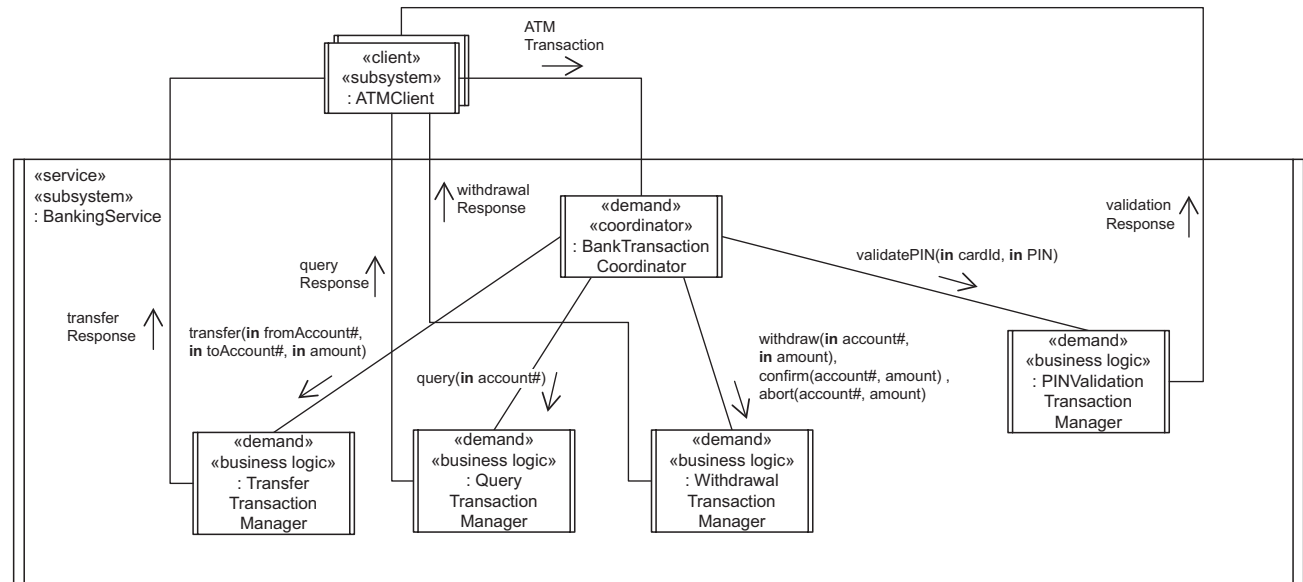 ATM
Transaction
«client»
«subsystem»
: ATMClient
«service»
«subsystem»
: BankingService
withdrawal
Response
«demand»
«coordinator»
: BankTransaction
Coordinator
validation
Response
query
Response
validatePIN(in cardId, in PIN)
transfer
Response
transfer(in fromAccount#,
in toAccount#, in amount)
query(in account#)
withdraw(in account#,
in amount),
confirm(account#, amount) ,
abort(account#, amount)
«demand»
«business logic»
: PINValidation
Transaction
Manager
«demand»
«business logic»
: Transfer
Transaction
Manager
«demand»
«business logic»
: Query
Transaction
Manager
«demand»
«business logic»
: Withdrawal
Transaction
Manager